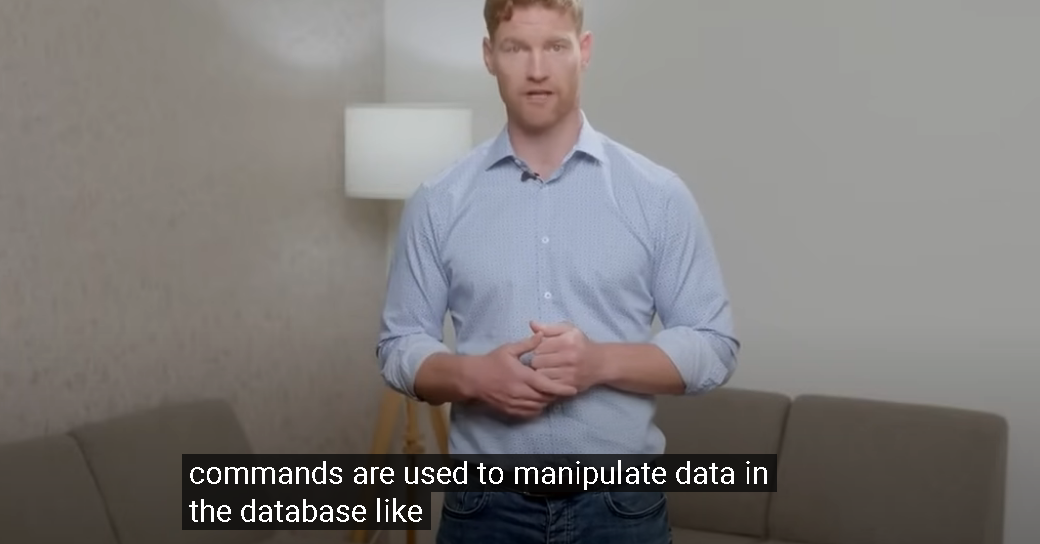 commands are used to manipulate data in
the database like